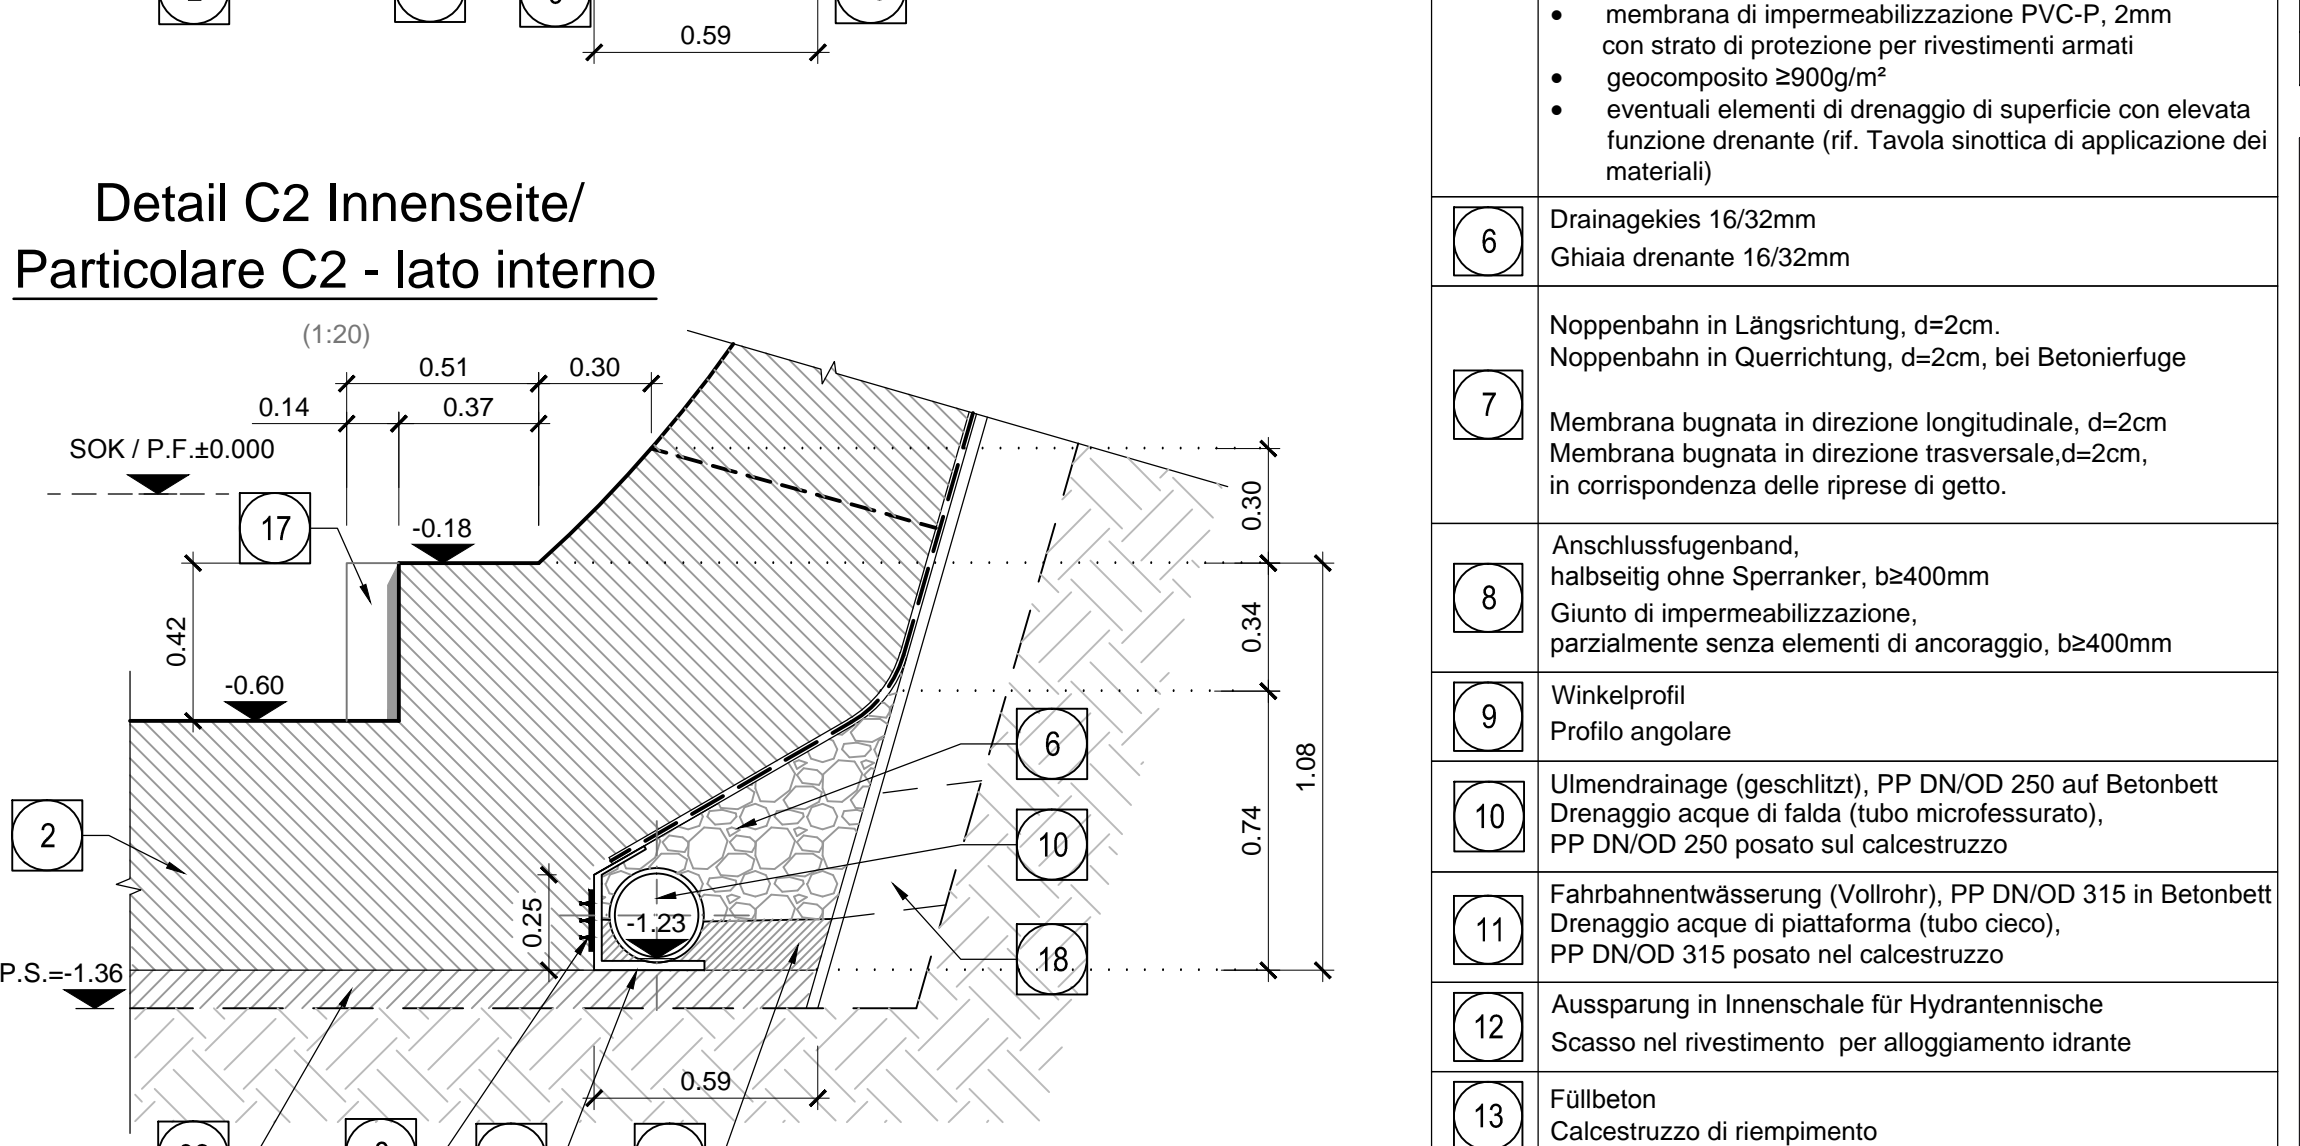 0.59
Detail C2 Innenseite/
Particolare C2 - lato interno
(1:20)
0.51
0.30
0.14
0.37
SOK / P.F.±0.000
17
-0.18
0.30
0.42
0.34
-0.60
6
1.08
2
10
0.74
0.25
-1.23
18
P.S.=-1.36
0.59
• membrana di impermeabilizzazione PVC-P, 2mm
con strato di protezione per rivestimenti armati
• geocomposito ≥900g/m²
• eventuali elementi di drenaggio di superficie con elevata
funzione drenante (rif. Tavola sinottica di applicazione dei
materiali)
6
Drainagekies 16/32mm
Ghiaia drenante 16/32mm
7
Noppenbahn in Längsrichtung, d=2cm.
Noppenbahn in Querrichtung, d=2cm, bei Betonierfuge
Membrana bugnata in direzione longitudinale, d=2cm
Membrana bugnata in direzione trasversale,d=2cm,
in corrispondenza delle riprese di getto.
8
Anschlussfugenband,
halbseitig ohne Sperranker, b≥400mm
Giunto di impermeabilizzazione,
parzialmente senza elementi di ancoraggio, b≥400mm
9
Winkelprofil
Profilo angolare
10
Ulmendrainage (geschlitzt), PP DN/OD 250 auf Betonbett
Drenaggio acque di falda (tubo microfessurato),
PP DN/OD 250 posato sul calcestruzzo
11
Fahrbahnentwässerung (Vollrohr), PP DN/OD 315 in Betonbett
Drenaggio acque di piattaforma (tubo cieco),
PP DN/OD 315 posato nel calcestruzzo
12
Aussparung in Innenschale für Hydrantennische
Scasso nel rivestimento per alloggiamento idrante
13
Füllbeton
Calcestruzzo di riempimento